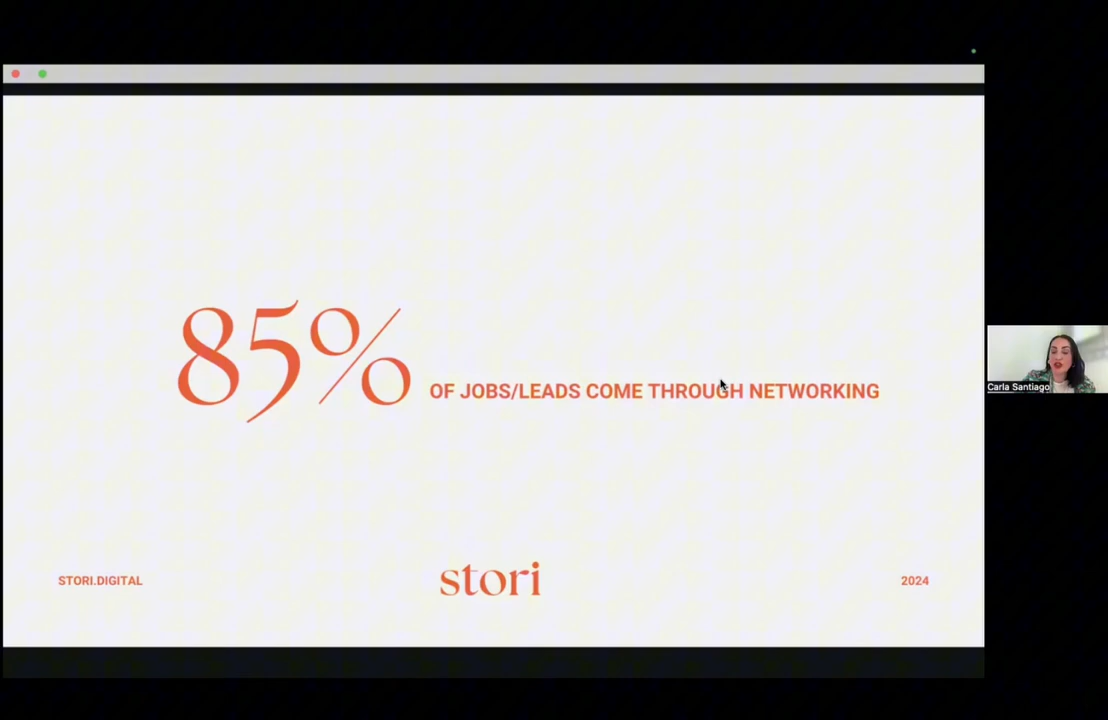 85% OF JOBS/LEADS COME THROUGH NETWORKING
Carla Santiago
STORI.DIGITAL
stori
2024